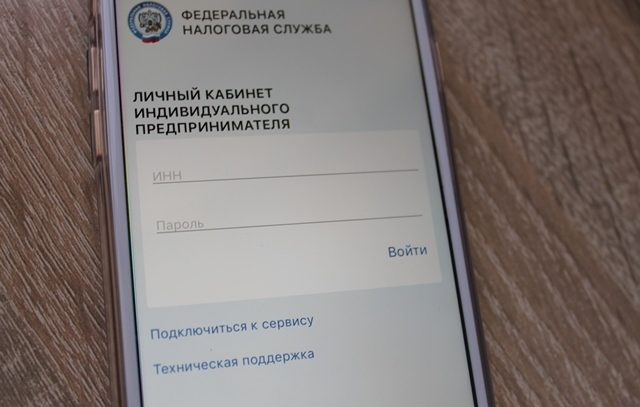 ФЕДЕРАЛЬНАЯ
НАЛОГОВАЯ СЛУЖБА
ЛИЧНЫЙ КАБИНЕТ
ИНДИВИДУАЛЬНОГО
ПРЕДПРИНИМАТЕЛЯ
ИНН
Пароль
Войти
Подключиться к сервису
Техническая поддержка